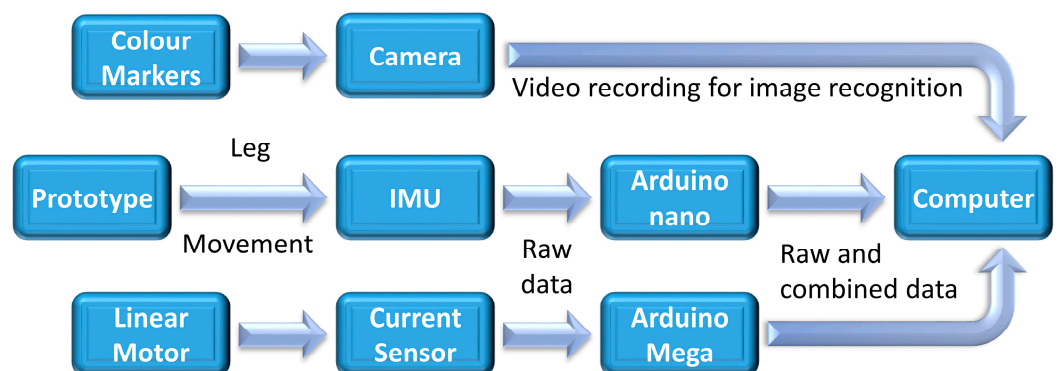 Colour
Markers
Camera
Video recording for image recognition
Leg
Prototype
Movement
IMU
Raw
data
Arduino
nano
Raw and
combined data
Computer
Linear
Motor
Current
Sensor
Arduino
Mega